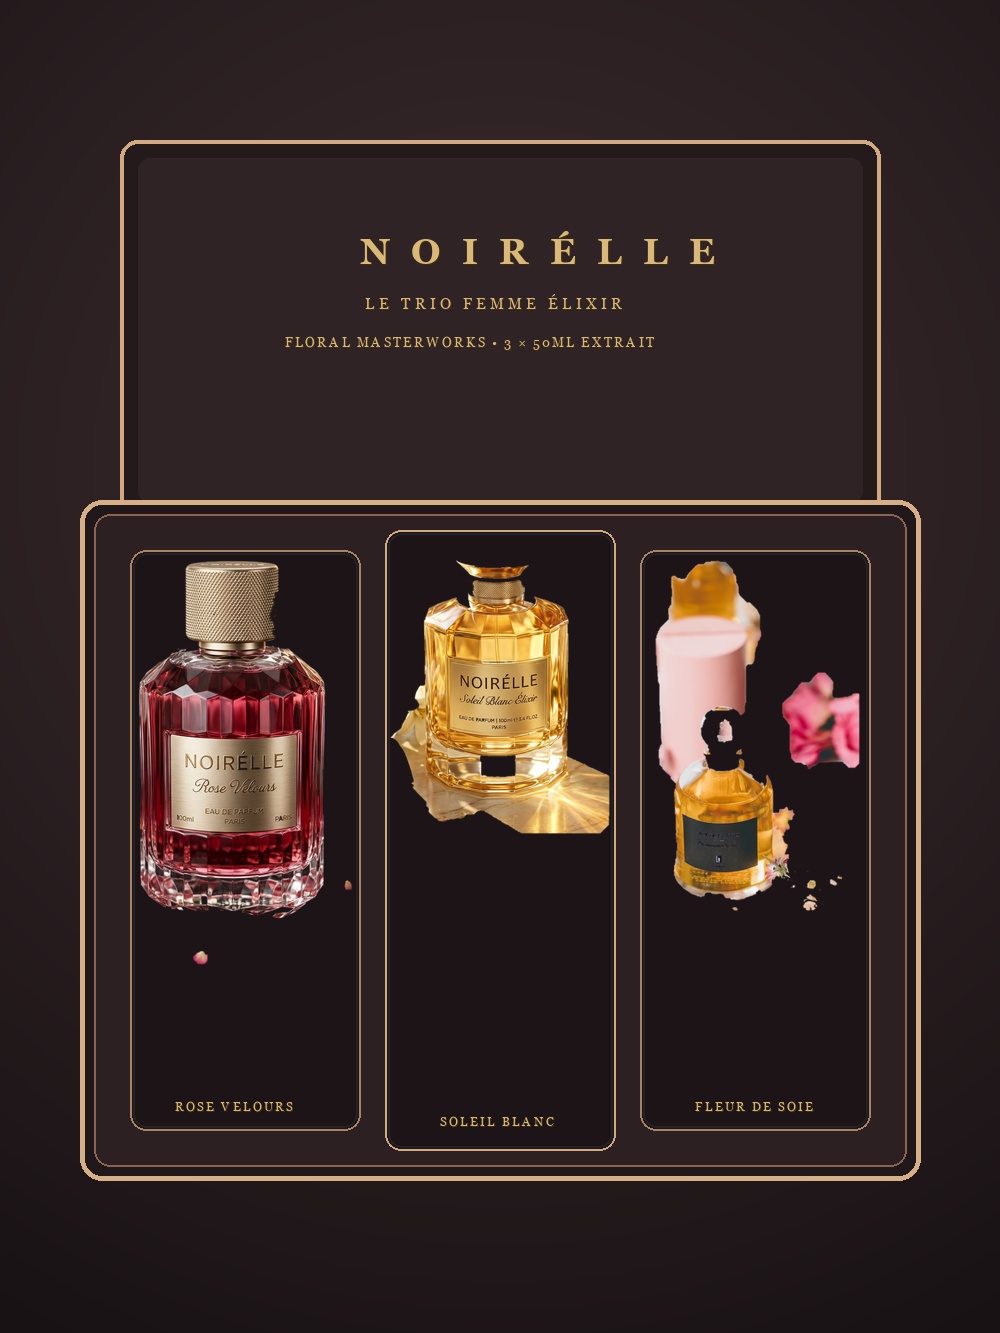 NOIRÉLLE
LE TRIO FEMME ÉLIXIR
FLORAL MASTERWORKS • 3 × 50ML EXTRAIT
NOIRÉLLE
Rose Velours
EAU DE PARFUM
100ml PARIS PARIS
NOIRÉLLE
Soleil Blanc Élixir
EAU DE PARFUM | 100ml ℮ 3.4 FL.OZ
PARIS
ROSE VELOURS
SOLEIL BLANC
FLEUR DE SOIE